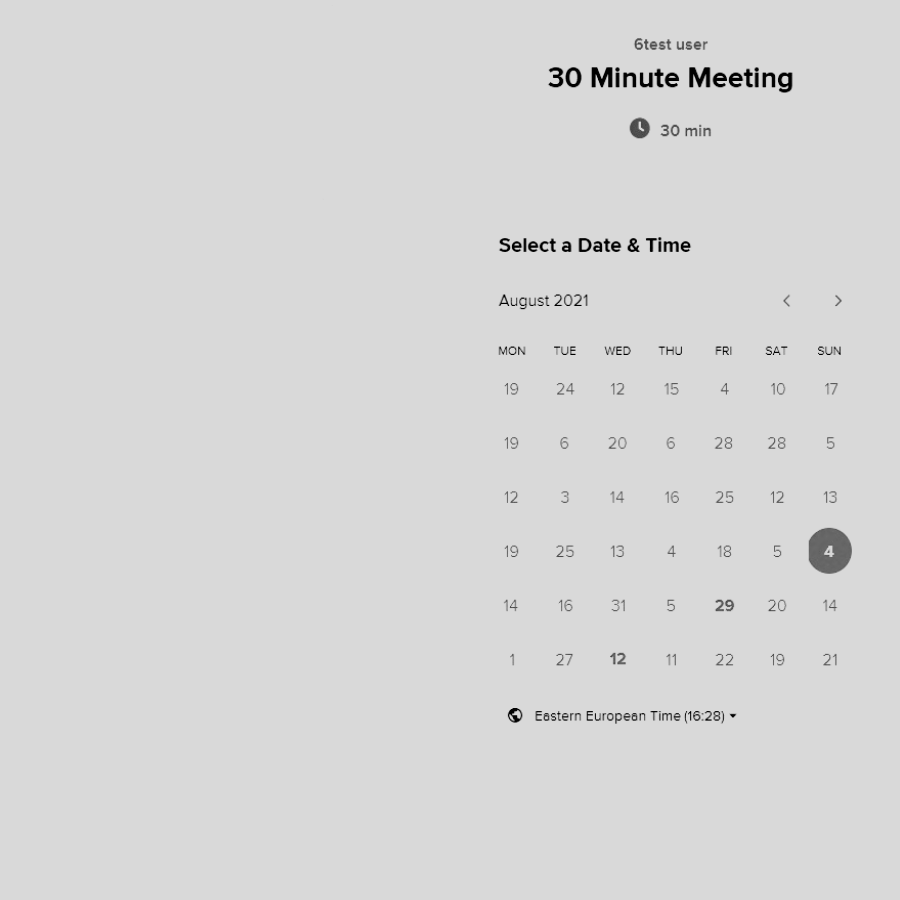 6test user
30 Minute Meeting
30 min
Select a Date & Time
August 2021
MON TUE WED THU FRI SAT SUN
19 24 12 15 4 10 17
19 6 20 6 28 28 5
12 3 14 16 25 12 13
19 25 13 4 18 5 4
14 16 31 5 29 20 14
1 27 12 11 22 19 21
Eastern European Time (16:28)